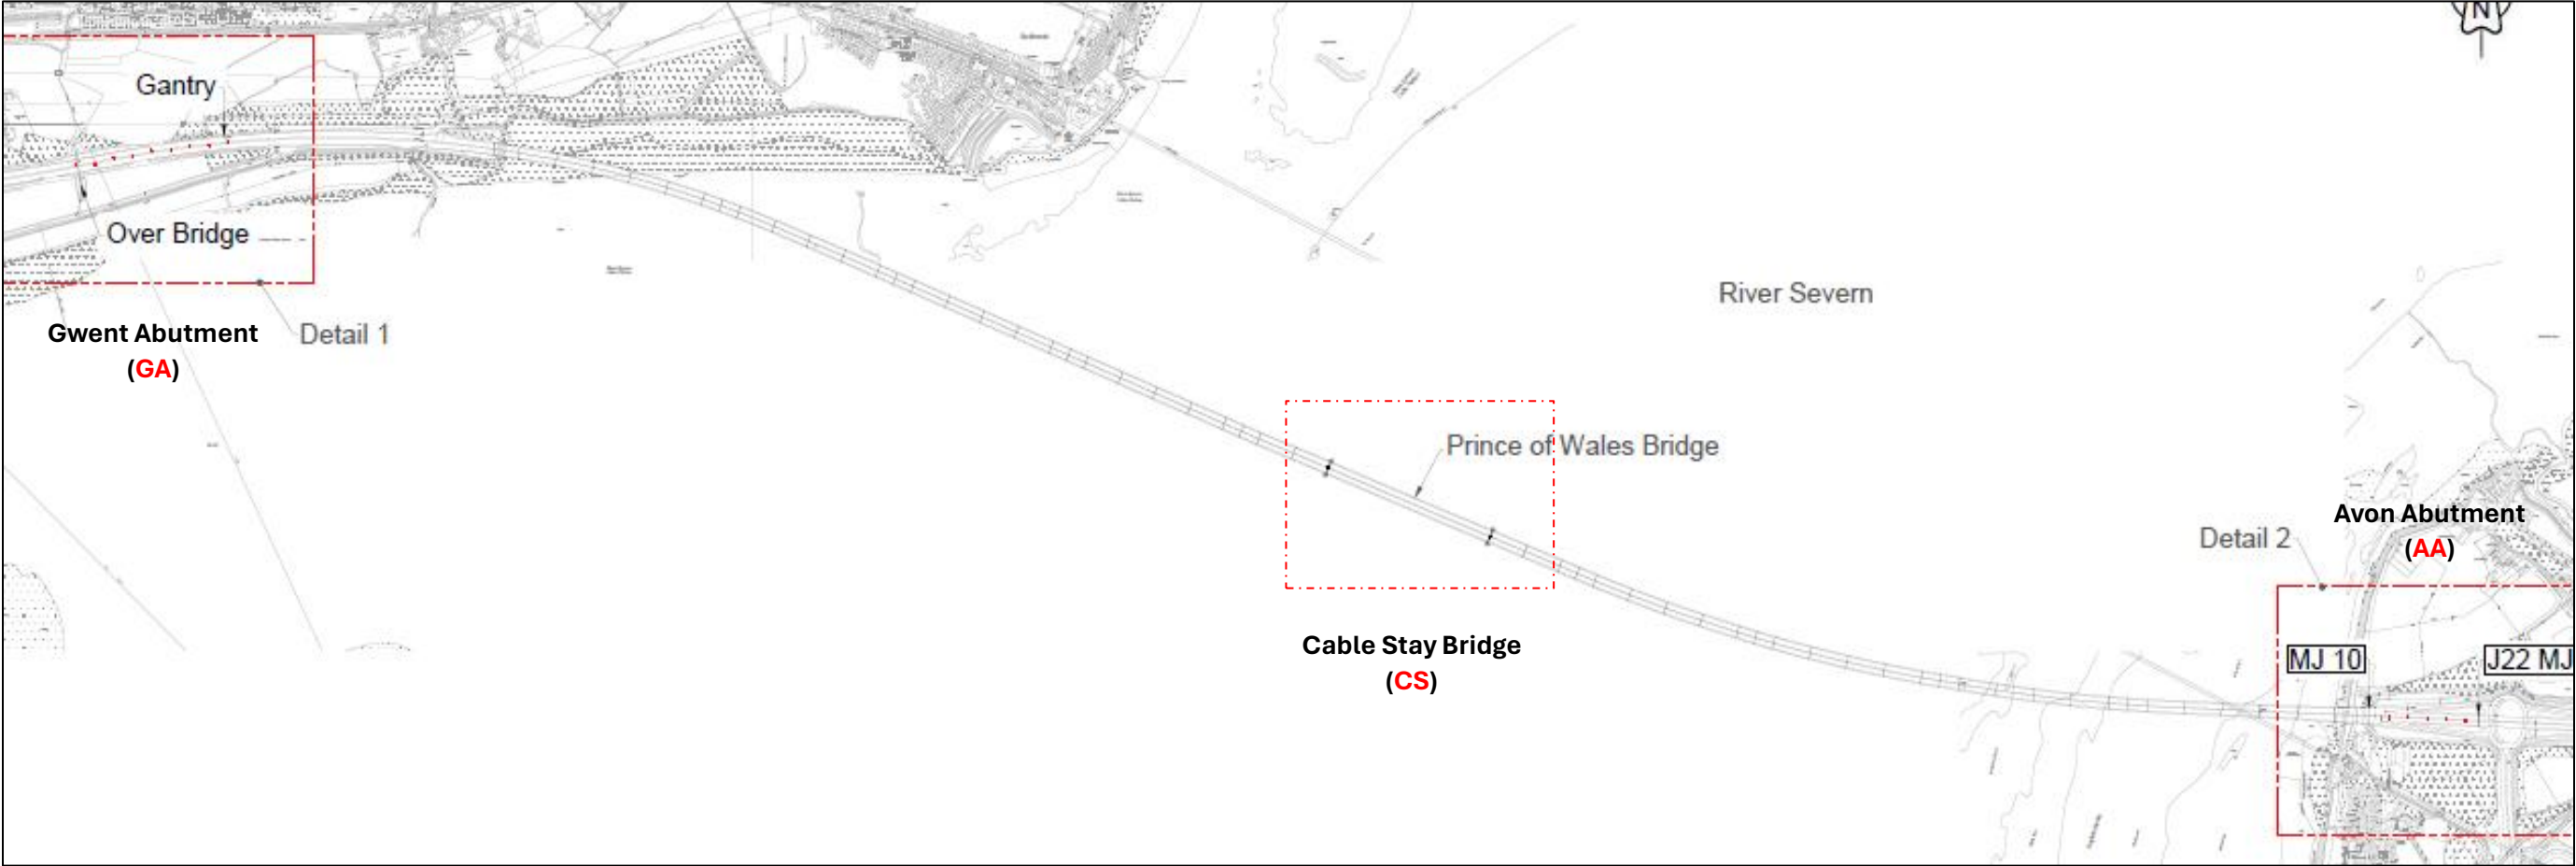 N
Gantry
Over Bridge
Gwent Abutment
(GA)
Detail 1
River Severn
Prince of Wales Bridge
Cable Stay Bridge
(CS)
Avon Abutment
(AA)
Detail 2
MJ 10
J22 MJ